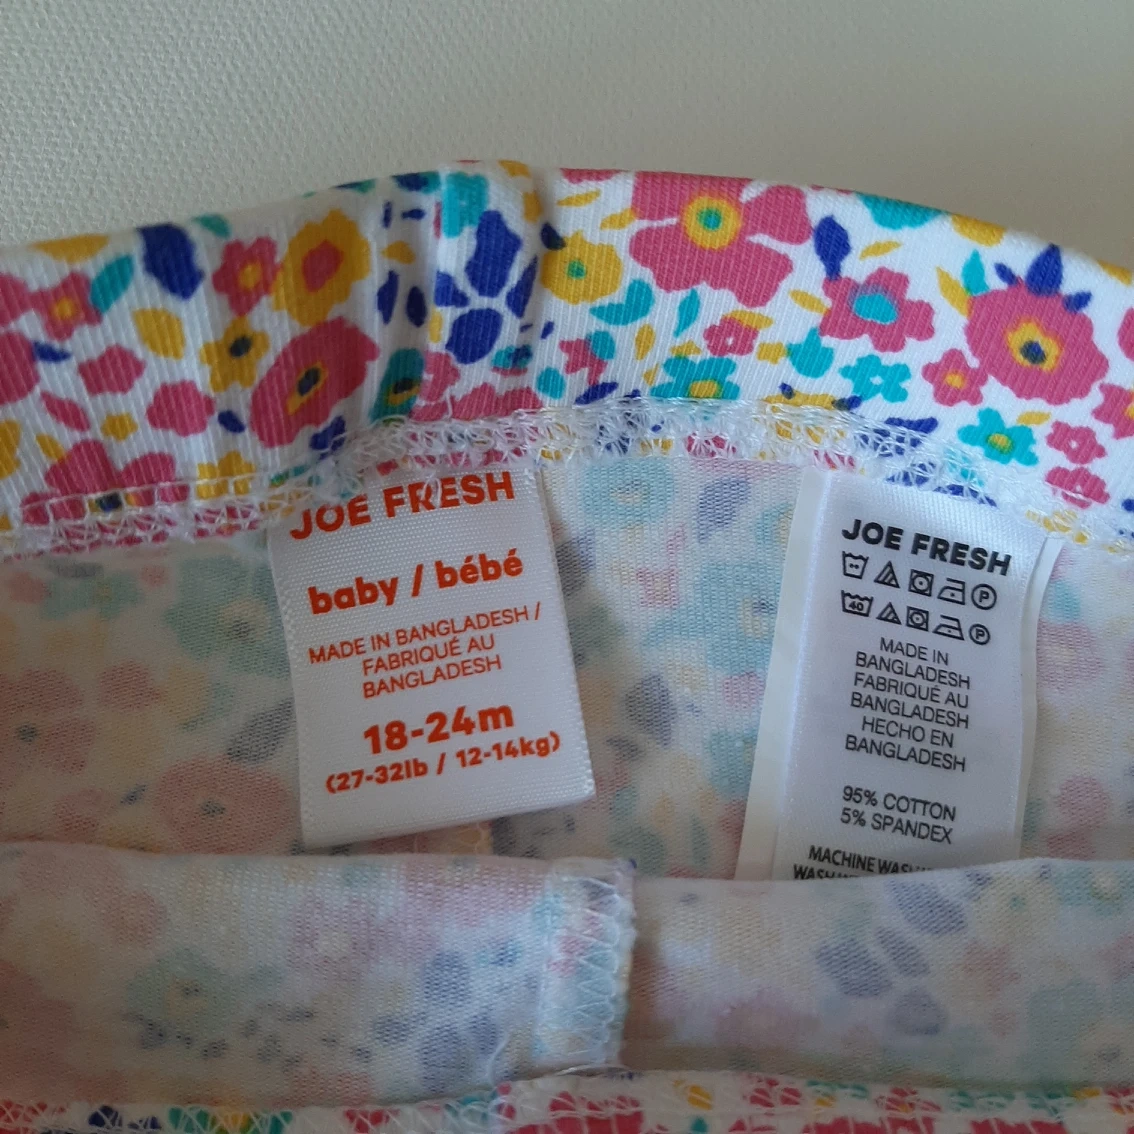 JOE FRESH
baby / bébé
MADE IN BANGLADESH /
FABRIQUÉ AU
BANGLADESH
18-24m
(27-32lb / 12-14kg)
JOE FRESH
P
40
P
MADE IN
BANGLADESH
FABRIQUÉ AU
BANGLADESH
HECHO EN
BANGLADESH
95% COTTON
5% SPANDEX
MACHINE